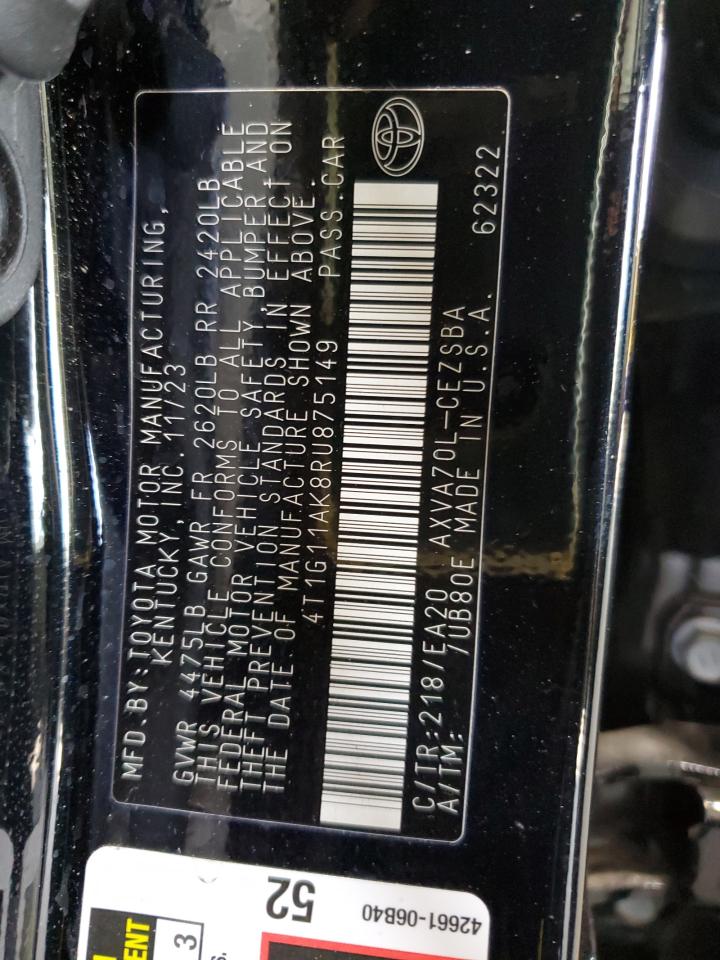 MFD.BY:TOYOTA MOTOR MANUFACTURING,
KENTUCKY, INC. 11/23
GVWR 4475LB GAWR FR 2620LB RR 2420LB
THIS VEHICLE CONFORMS TO ALL APPLICABLE
FEDERAL MOTOR VEHICLE SAFETY, BUMPER AND
THEFT PREVENTION STANDARDS IN EFFECT ON
THE DATE OF MANUFACTURE SHOWN ABOVE.
4T1G11AK8RU875149 PASS.CAR
C/TR:218/EA20 AXVA70L-CEZSBA
A/TM: /UB80E MADE IN U.S.A. 62322
52
42661-06B40
3